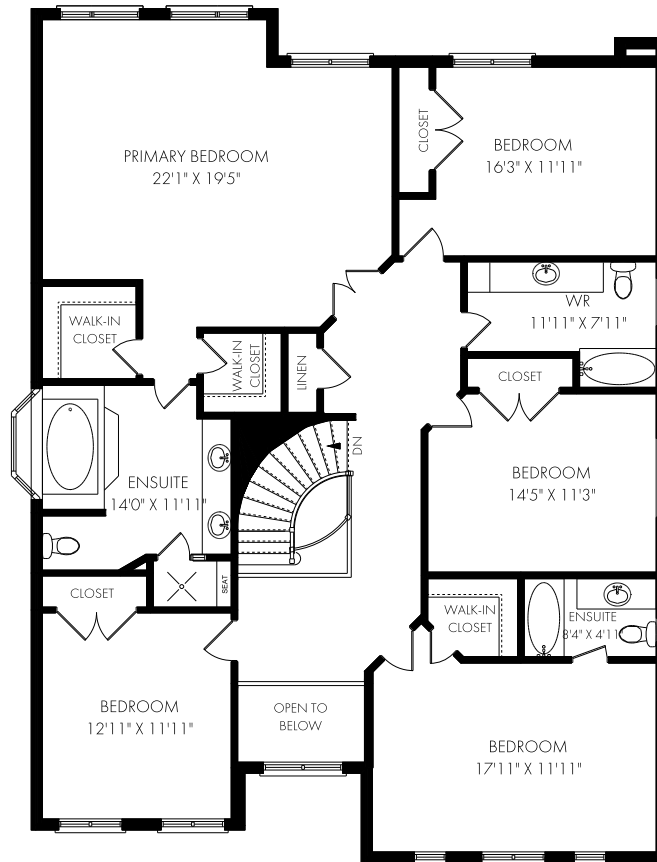 PRIMARY BEDROOM
22'1" X 19'5"
CLOSET
BEDROOM
16'3" X 11'11"
WALK-IN
CLOSET
WALK-IN
CLOSET
LINEN
WR
11'11" X 7'11"
CLOSET
DN
BEDROOM
14'5" X 11'3"
ENSUITE
14'0" X 11'11"
SEAT
CLOSET
WALK-IN
CLOSET
ENSUITE
8'4" X 4'11"
BEDROOM
12'11" X 11'11"
OPEN TO
BELOW
BEDROOM
17'11" X 11'11"